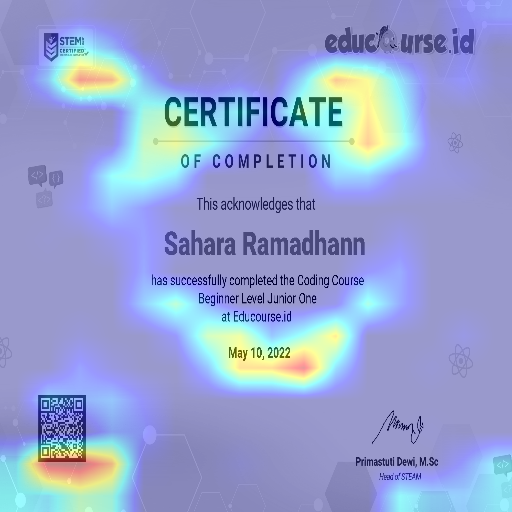 STEM
CERTIFIED
educourse.id
CERTIFICATE
OF COMPLETION
This acknowledges that
Sahara Ramadhann
has successfully completed the Coding Course
Beginner Level Junior One
at Educourse.id
May 10, 2022
Primastuti Dewi, M.Sc
Head of STEAM